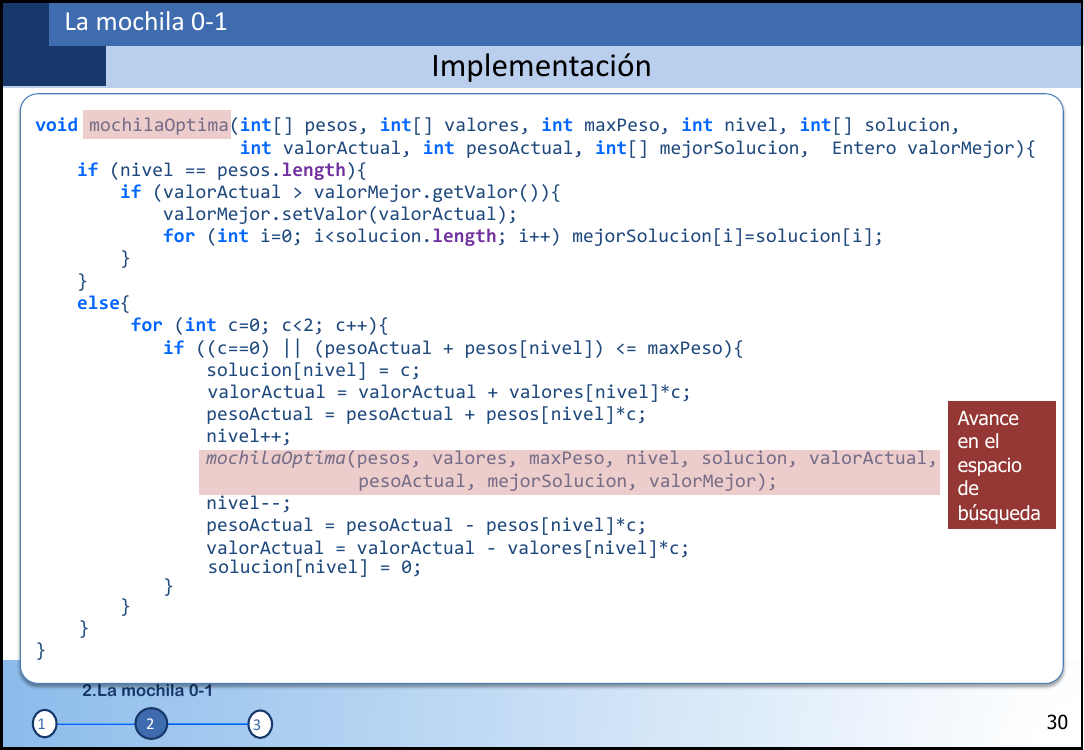 La mochila 0-1
Implementación
void mochilaOptima(int[] pesos, int[] valores, int maxPeso, int nivel, int[] solucion,
int valorActual, int pesoActual, int[] mejorSolucion,  Entero valorMejor){
if (nivel == pesos.length){
if (valorActual > valorMejor.getValor()){
valorMejor.setValor(valorActual);
for (int i=0; i<solucion.length; i++) mejorSolucion[i]=solucion[i];
}
}
else{
for (int c=0; c<2; c++){
if ((c==0) || (pesoActual + pesos[nivel]) <= maxPeso){
solucion[nivel] = c;
valorActual = valorActual + valores[nivel]*c;
pesoActual = pesoActual + pesos[nivel]*c;
nivel++;
mochilaOptima(pesos, valores, maxPeso, nivel, solucion, valorActual,
pesoActual, mejorSolucion, valorMejor);
nivel--;
pesoActual = pesoActual - pesos[nivel]*c;
valorActual = valorActual - valores[nivel]*c;
solucion[nivel] = 0;
}
}
}
}
Avance
en el
espacio
de
búsqueda
2.La mochila 0-1
1 2 3
30